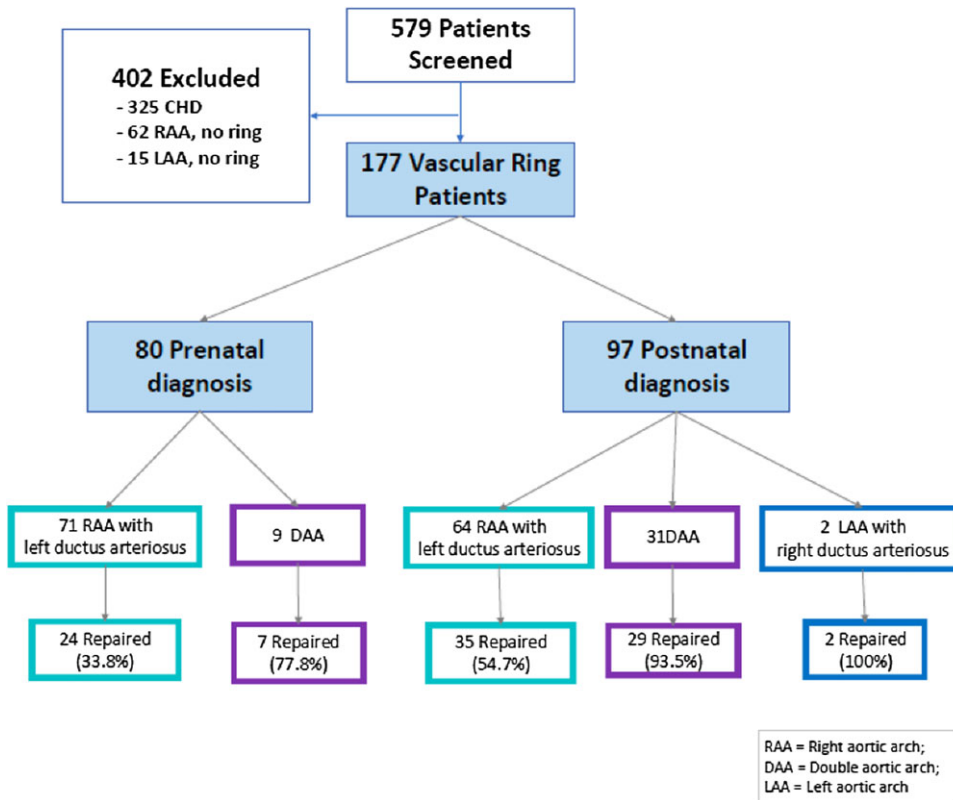 579 Patients
Screened
402 Excluded
- 325 CHD
- 62 RAA, no ring
- 15 LAA, no ring
177 Vascular Ring
Patients
80 Prenatal
diagnosis
97 Postnatal
diagnosis
71 RAA with
left ductus arteriosus
9 DAA
64 RAA with
left ductus arteriosus
31DAA
2 LAA with
right ductus arteriosus
24 Repaired
(33.8%)
7 Repaired
(77.8%)
35 Repaired
(54.7%)
29 Repaired
(93.5%)
2 Repaired
(100%)
RAA = Right aortic arch;
DAA = Double aortic arch;
LAA = Left aortic arch